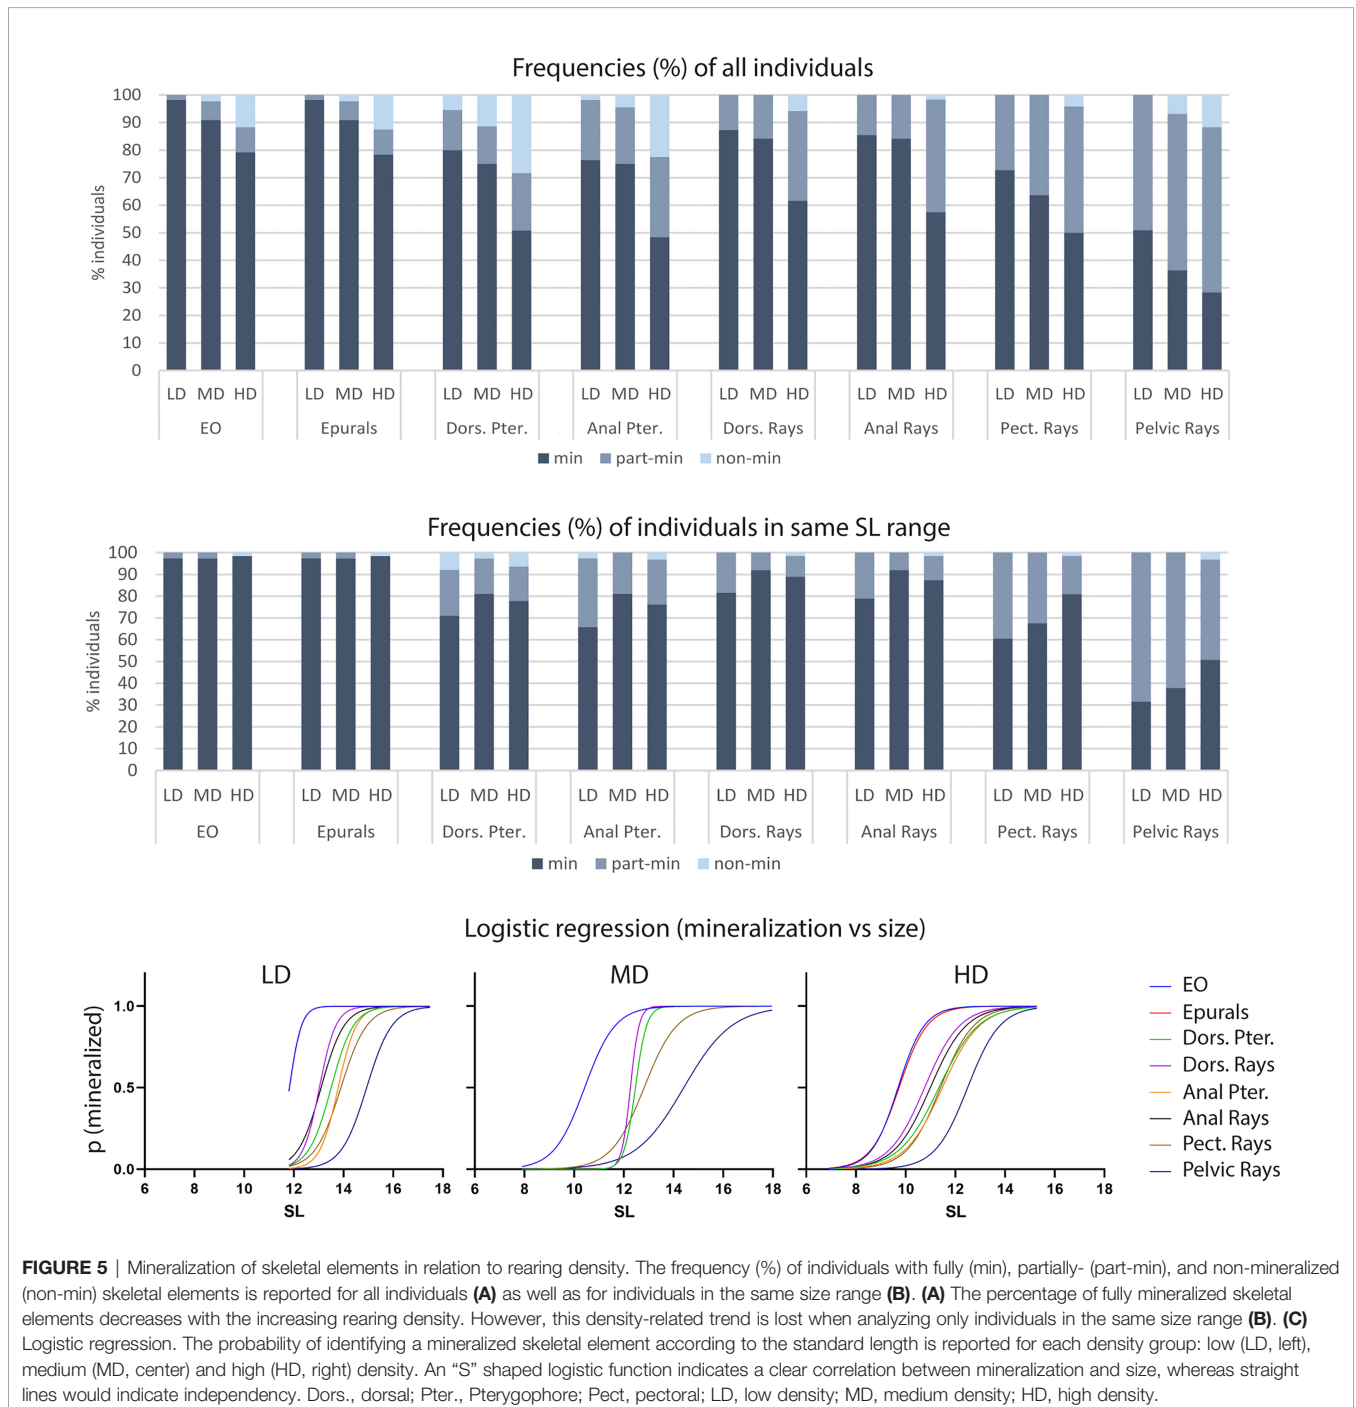 Frequencies (%) of all individuals
100
90
80
70
60
50
40
30
20
10
0
% individuals
LD MD HD LD MD HD LD MD HD LD MD HD LD MD HD LD MD HD LD MD HD LD MD HD
EO Epurals Dors. Pter. Anal Pter. Dors. Rays Anal Rays Pect. Rays Pelvic Rays
min part-min non-min
Frequencies (%) of individuals in same SL range
100
90
80
70
60
50
40
30
20
10
0
% individuals
LD MD HD LD MD HD LD MD HD LD MD HD LD MD HD LD MD HD LD MD HD LD MD HD
EO Epurals Dors. Pter. Anal Pter. Dors. Rays Anal Rays Pect. Rays Pelvic Rays
min part-min non-min
Logistic regression (mineralization vs size)
LD MD HD
p (mineralized)
1.0
0.5
0.0
6 8 10 12 14 16 18 6 8 10 12 14 16 18 6 8 10 12 14 16 18
SL SL SL
EO
Epurals
Dors. Pter.
Dors. Rays
Anal Pter.
Anal Rays
Pect. Rays
Pelvic Rays
FIGURE 5 | Mineralization of skeletal elements in relation to rearing density. The frequency (%) of individuals with fully (min), partially- (part-min), and non-mineralized
(non-min) skeletal elements is reported for all individuals (A) as well as for individuals in the same size range (B). (A) The percentage of fully mineralized skeletal
elements decreases with the increasing rearing density. However, this density-related trend is lost when analyzing only individuals in the same size range (B). (C)
Logistic regression. The probability of identifying a mineralized skeletal element according to the standard length is reported for each density group: low (LD, left),
medium (MD, center) and high (HD, right) density. An “S” shaped logistic function indicates a clear correlation between mineralization and size, whereas straight
lines would indicate independency. Dors., dorsal; Pter., Pterygophore; Pect, pectoral; LD, low density; MD, medium density; HD, high density.